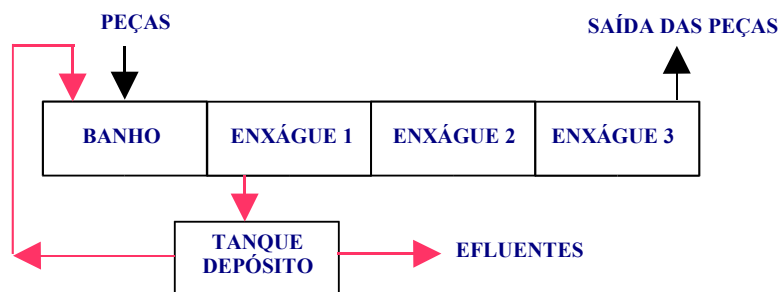 PEÇAS
SAÍDA DAS PEÇAS
BANHO
ENXÁGUE 1
ENXÁGUE 2
ENXÁGUE 3
TANQUE
DEPÓSITO
EFLUENTES